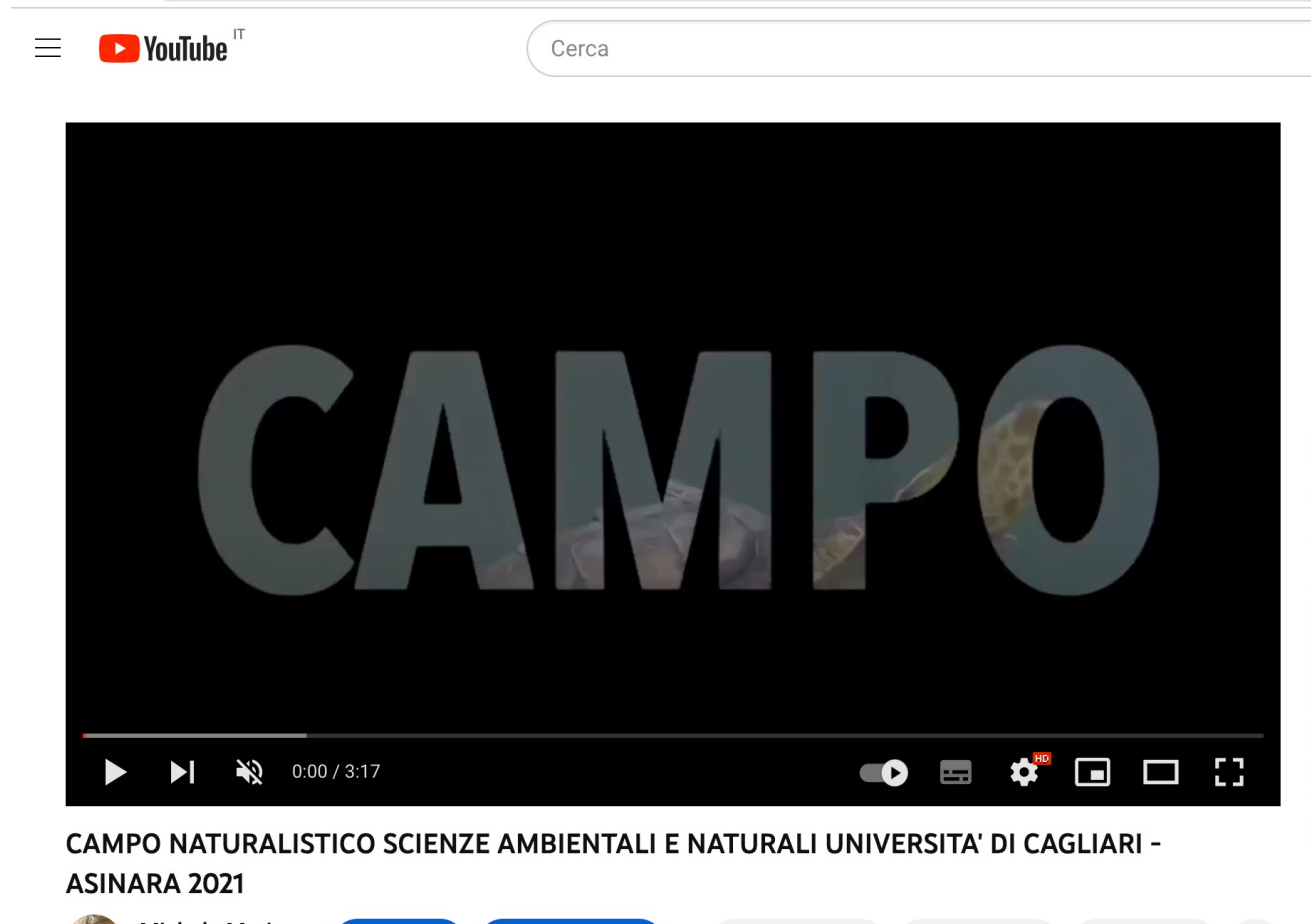 YouTube IT
Cerca
CAMPO
0:00 / 3:17
HD
CAMPO NATURALISTICO SCIENZE AMBIENTALI E NATURALI UNIVERSITA' DI CAGLIARI -
ASINARA 2021